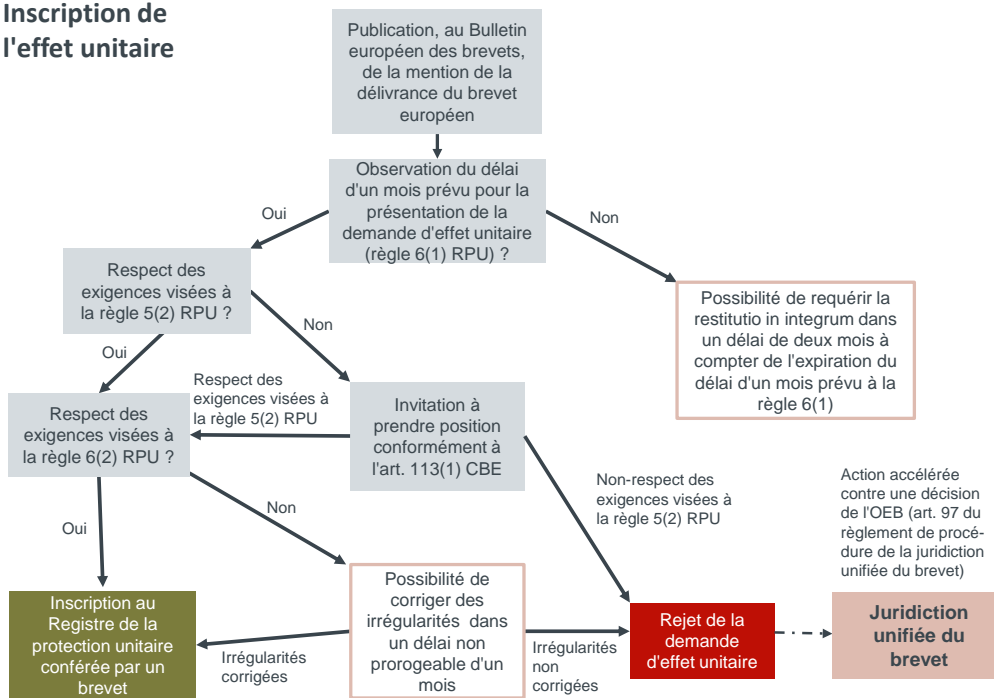 Inscription de
l'effet unitaire
Publication, au Bulletin
européen des brevets,
de la mention de la
délivrance du brevet
européen
Observation du délai
d'un mois prévu pour la
présentation de la
demande d'effet unitaire
(règle 6(1) RPU) ?
Oui
Non
Respect des
exigences visées à
la règle 5(2) RPU ?
Possibilité de requérir la
restitutio in integrum dans
un délai de deux mois à
compter de l'expiration du
délai d'un mois prévu à la
règle 6(1)
Oui
Non
Respect des
exigences visées à
la règle 5(2) RPU
Respect des
exigences visées à
la règle 6(2) RPU ?
Invitation à
prendre position
conformément à
l'art. 113(1) CBE
Non-respect des
exigences visées à
la règle 5(2) RPU
Action accélérée
contre une décision
de l'OEB (art. 97 du
règlement de procé-
dure de la juridiction
unifiée du brevet)
Oui
Non
Inscription au
Registre de la
protection unitaire
conférée par un
brevet
Irrégularités
corrigées
Possibilité de
corriger des
irrégularités dans
un délai non
prorogeable d'un
mois
Irrégularités
non
corrigées
Rejet de la
demande
d'effet unitaire
Juridiction
unifiée du
brevet